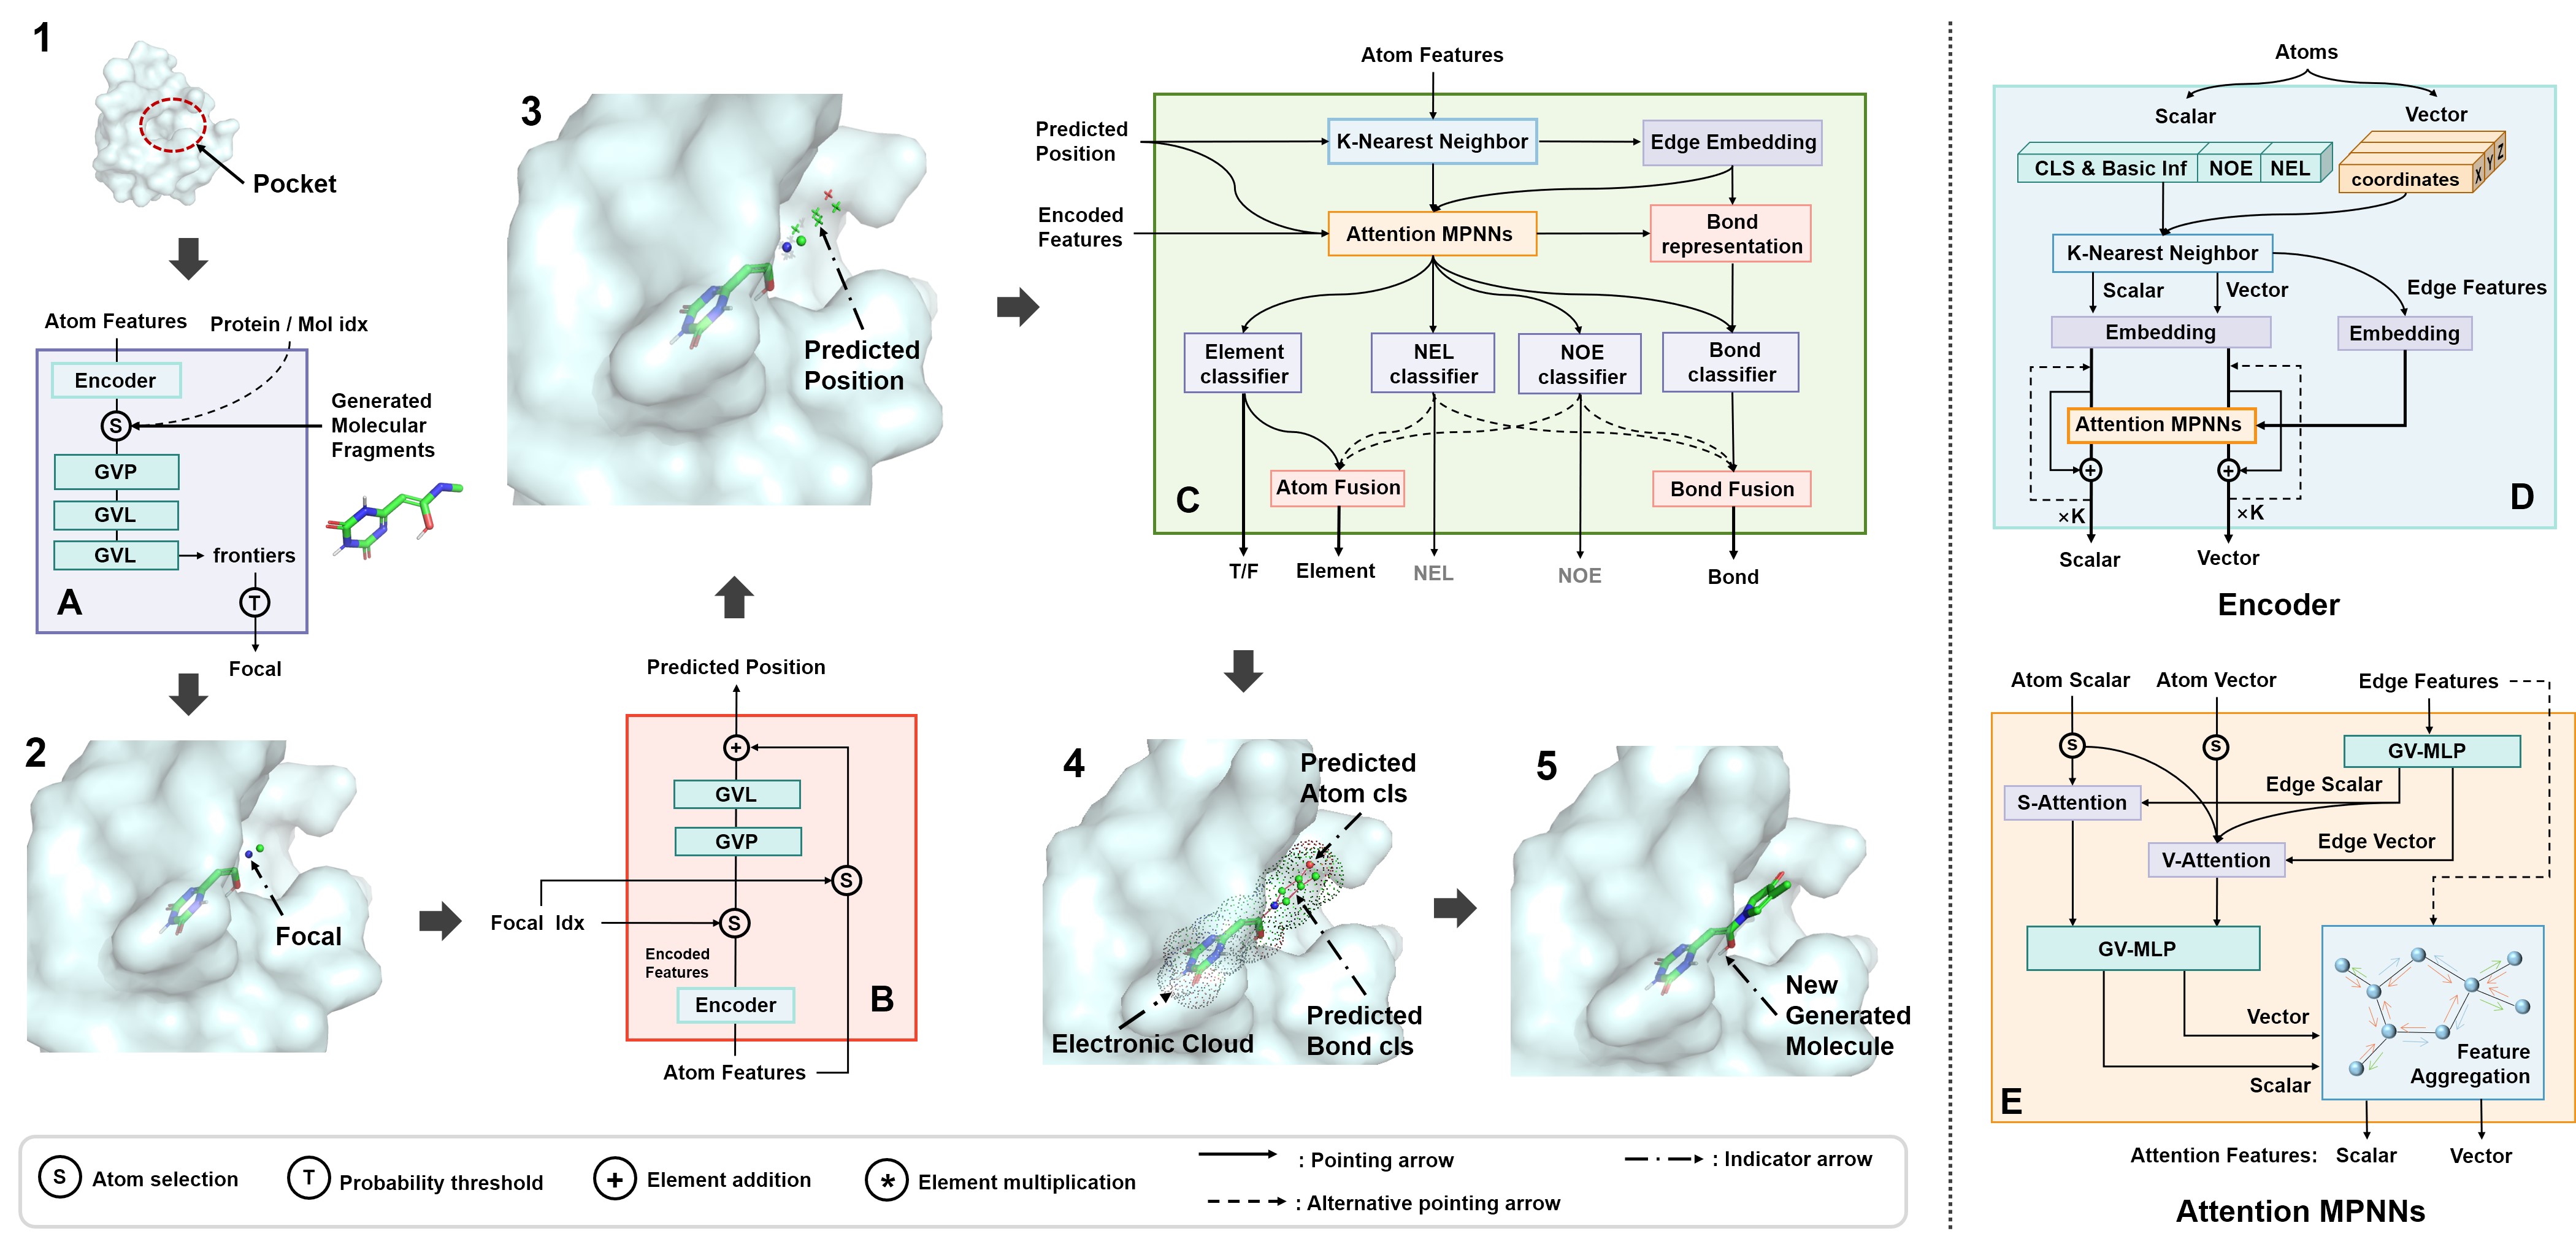 1
Pocket
Atom Features
Protein / Mol idx
Encoder
S
Generated
Molecular
Fragments
GVP
GVL
GVL
frontiers
T
A
Focal
2
Focal
3
Predicted
Position
Predicted Position
+
GVL
GVP
S
Focal Idx
S
Encoded
Features
Encoder
B
Atom Features
Atom Features
Predicted
Position
K-Nearest Neighbor
Edge Embedding
Encoded
Features
Attention MPNNs
Bond
representation
Element
classifier
NEL
classifier
NOE
classifier
Bond
classifier
Atom Fusion
Bond Fusion
C
T/F
Element
NEL
NOE
Bond
4
Predicted
Atom cls
Electronic Cloud
Predicted
Bond cls
5
New
Generated
Molecule
S Atom selection
T Probability threshold
+ Element addition
* Element multiplication
: Pointing arrow
: Indicator arrow
: Alternative pointing arrow
Atoms
Scalar
Vector
CLS & Basic Inf
NOE
NEL
coordinates
X
Y
Z
K-Nearest Neighbor
Scalar
Vector
Edge Features
Embedding
Embedding
Attention MPNNs
+
+
×K
×K
D
Scalar
Vector
Encoder
Atom Scalar
Atom Vector
Edge Features
S
S
GV-MLP
Edge Scalar
S-Attention
Edge Vector
V-Attention
GV-MLP
Vector
Scalar
Feature
Aggregation
E
Attention Features:
Scalar
Vector
Attention MPNNs